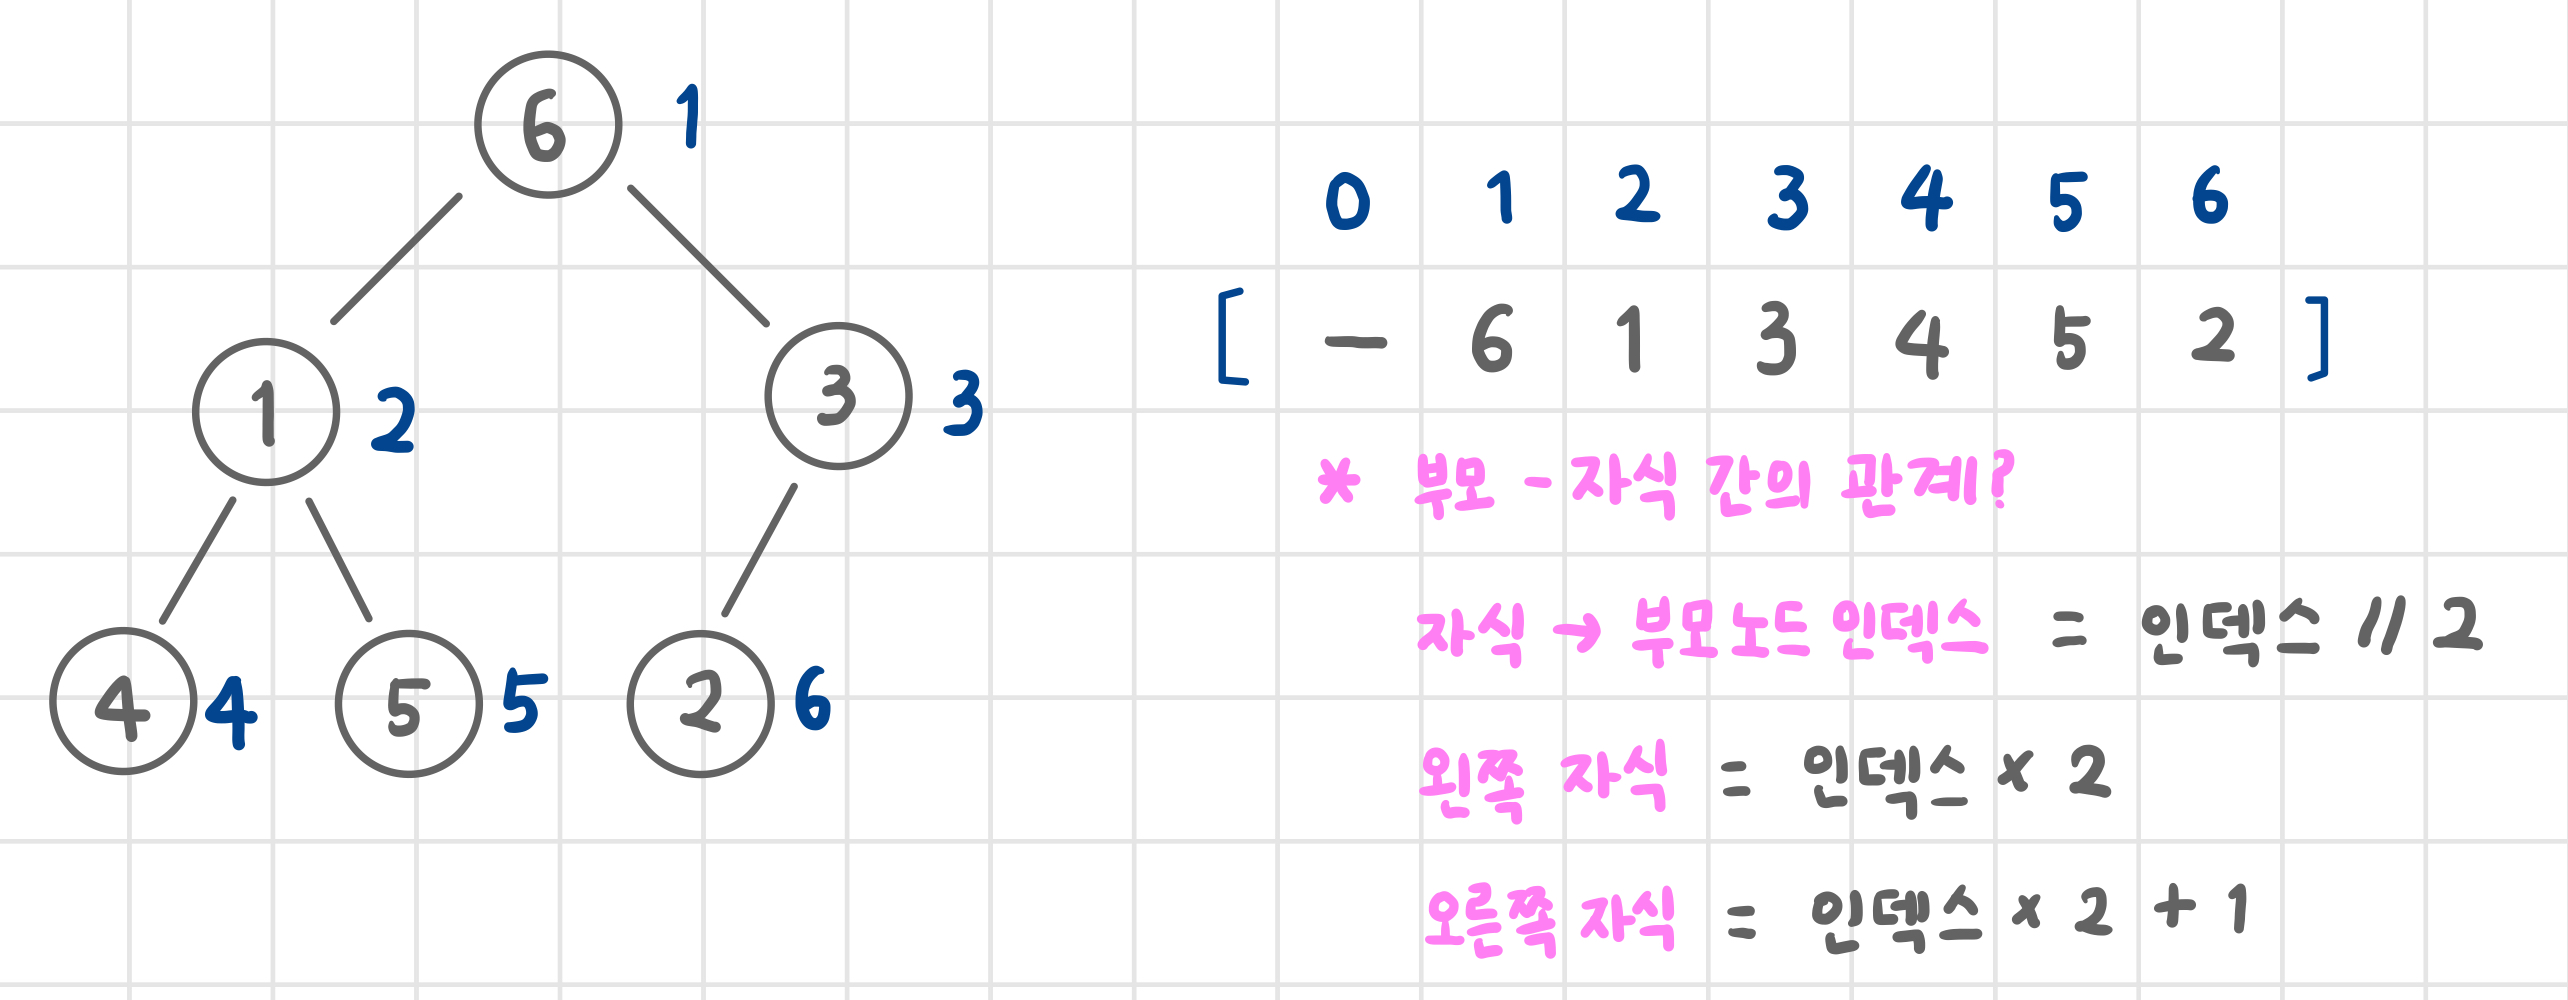 6 1
1 2 3 3
4 4 5 5 2 6
0 1 2 3 4 5 6
[ – 6 1 3 4 5 2 ]
* 부모 - 자식 간의 관계?
자식 → 부모노드 인덱스 = 인덱스 // 2
왼쪽 자식 = 인덱스 × 2
오른쪽 자식 = 인덱스 × 2 + 1